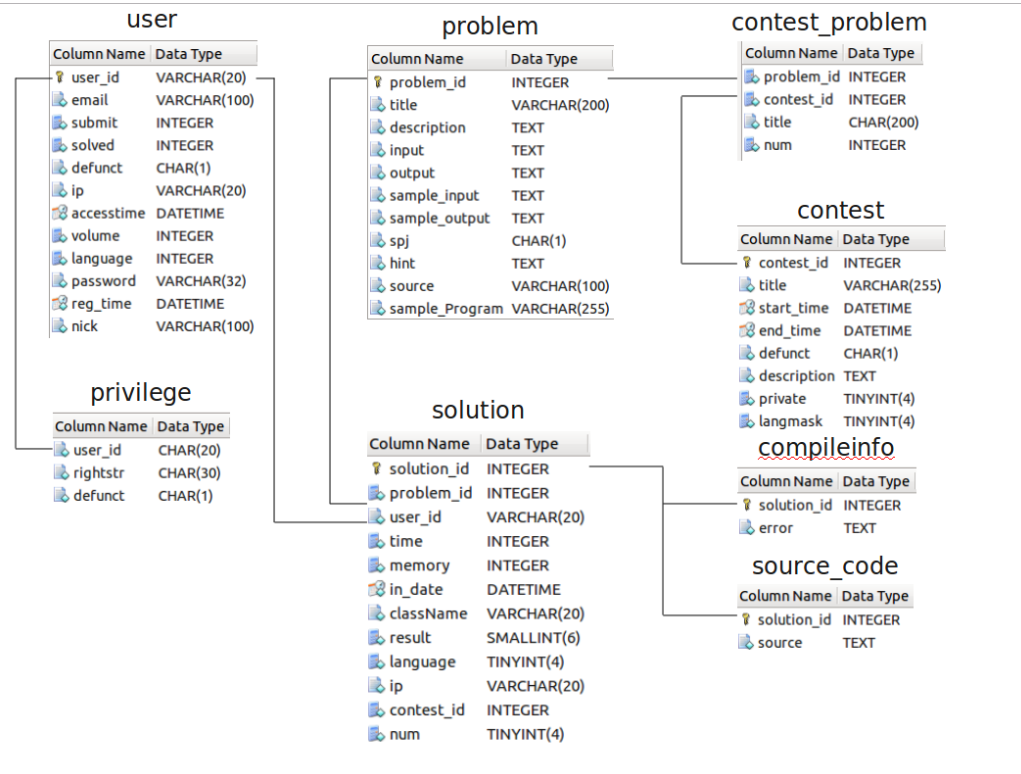 user
Column Name Data Type
user_id VARCHAR(20)
email VARCHAR(100)
submit INTEGER
solved INTEGER
defunct CHAR(1)
ip VARCHAR(20)
accesstime DATETIME
volume INTEGER
language INTEGER
password VARCHAR(32)
reg_time DATETIME
nick VARCHAR(100)
privilege
Column Name Data Type
user_id CHAR(20)
rightstr CHAR(30)
defunct CHAR(1)
problem
Column Name Data Type
problem_id INTEGER
title VARCHAR(200)
description TEXT
input TEXT
output TEXT
sample_input TEXT
sample_output TEXT
spj CHAR(1)
hint TEXT
source VARCHAR(100)
sample_Program VARCHAR(255)
solution
Column Name Data Type
solution_id INTEGER
problem_id INTEGER
user_id VARCHAR(20)
time INTEGER
memory INTEGER
in_date DATETIME
className VARCHAR(20)
result SMALLINT(6)
language TINYINT(4)
ip VARCHAR(20)
contest_id INTEGER
num TINYINT(4)
contest_problem
Column Name Data Type
problem_id INTEGER
contest_id INTEGER
title CHAR(200)
num INTEGER
contest
Column Name Data Type
contest_id INTEGER
title VARCHAR(255)
start_time DATETIME
end_time DATETIME
defunct CHAR(1)
description TEXT
private TINYINT(4)
langmask TINYINT(4)
compileinfo
Column Name Data Type
solution_id INTEGER
error TEXT
source_code
Column Name Data Type
solution_id INTEGER
source TEXT